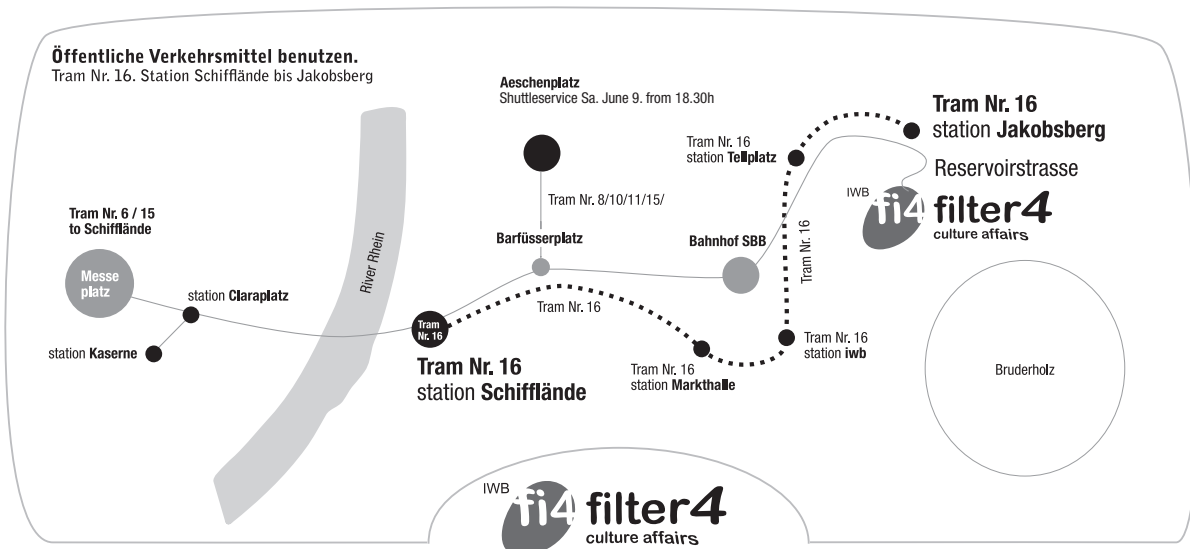 Öffentliche Verkehrsmittel benutzen.
Tram Nr. 16. Station Schifflände bis Jakobsberg
Aeschenplatz
Shuttleservice Sa. June 9. from 18.30h
Tram Nr. 16
station Jakobsberg
Tram Nr. 16
station Tellplatz
Reservoirstrasse
IWB
fi4 filter4
culture affairs
Tram Nr. 8/10/11/15/
Tram Nr. 6 / 15
to Schifflände
Barfüsserplatz
Bahnhof SBB
Tram Nr. 16
River Rhein
Messe
platz
station Claraplatz
Tram Nr. 16
Tram
Nr. 16
station Kaserne
Tram Nr. 16
station iwb
Tram Nr. 16
station Schifflände
Tram Nr. 16
station Markthalle
Bruderholz
IWB
fi4 filter4
culture affairs